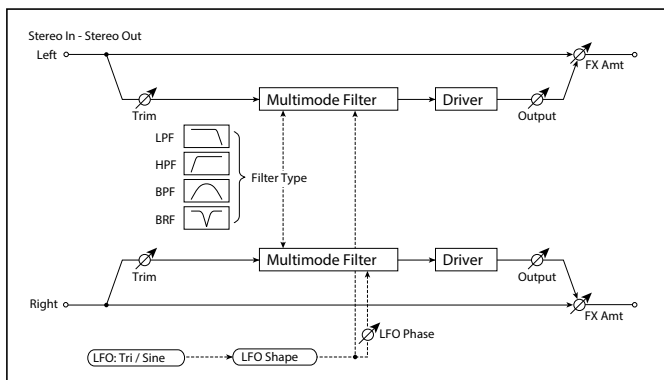 Stereo In - Stereo Out
Left
FX Amt
Trim
Multimode Filter
Driver
Output
LPF
HPF
BPF
BRF
Filter Type
Trim
Multimode Filter
Driver
Output
Right
FX Amt
LFO Phase
LFO: Tri / Sine
LFO Shape